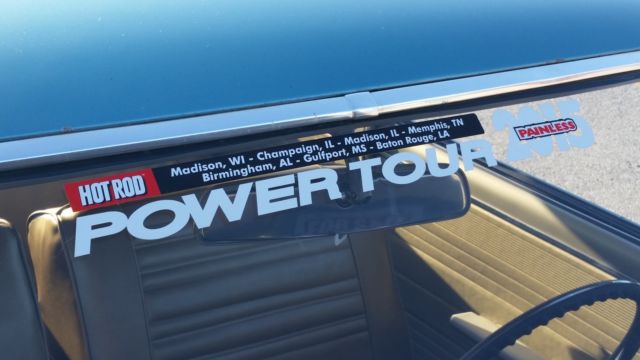 HOT ROD
Madison, WI - Champaign, IL - Madison, IL - Memphis, TN
Birmingham, AL - Gulfport, MS - Baton Rouge, LA
POWER TOUR 2015
PAINLESS